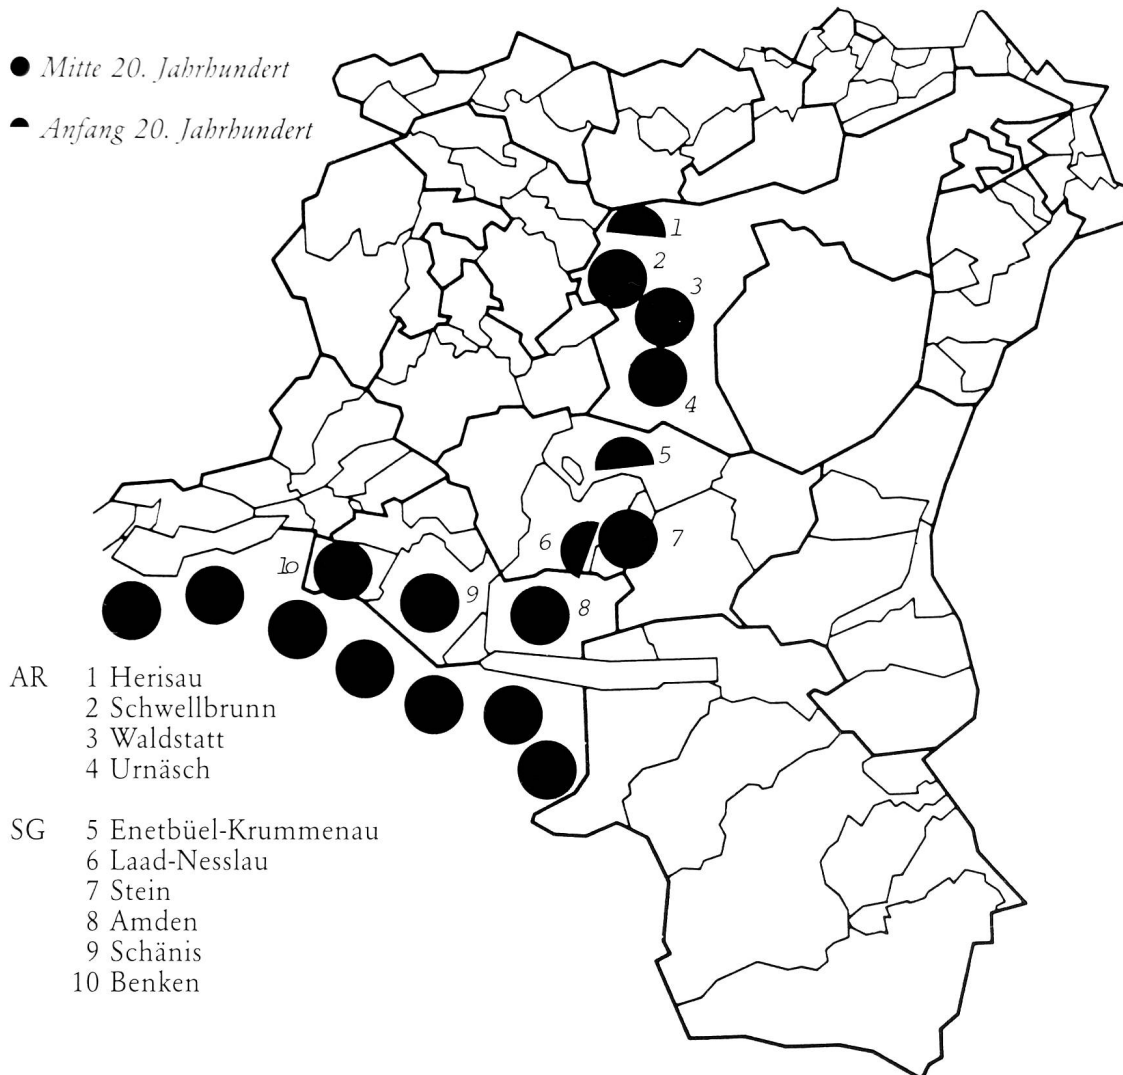 Mitte 20. Jahrhundert
Anfang 20. Jahrhundert
1
2
3
4
5
6
7
8
9
10
AR 1 Herisau
2 Schwellbrunn
3 Waldstatt
4 Urnäsch
SG 5 Enetbüel-Krummenau
6 Laad-Nesslau
7 Stein
8 Amden
9 Schänis
10 Benken